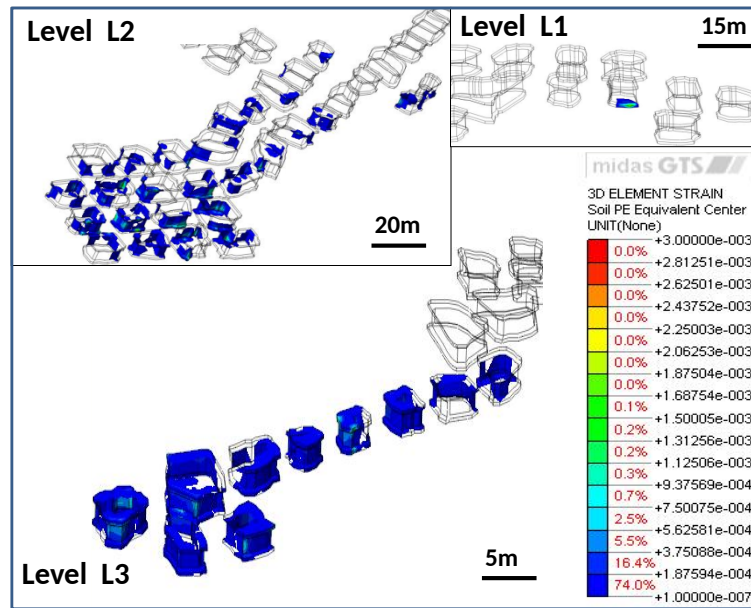 Level L2
20m
Level L1
15m
midas GTS
3D ELEMENT STRAIN
Soil PE Equivalent Center
UNIT(None)
+3.00000e-003
0.0%
+2.81251e-003
0.0%
+2.62501e-003
0.0%
+2.43752e-003
0.0%
+2.25003e-003
0.0%
+2.06253e-003
0.0%
+1.87504e-003
0.0%
+1.68754e-003
0.1%
+1.50005e-003
0.2%
+1.31256e-003
0.2%
+1.12506e-003
0.3%
+9.37569e-004
0.7%
+7.50075e-004
2.5%
+5.62581e-004
5.5%
+3.75088e-004
16.4%
+1.87594e-004
74.0%
+1.00000e-007
Level L3
5m